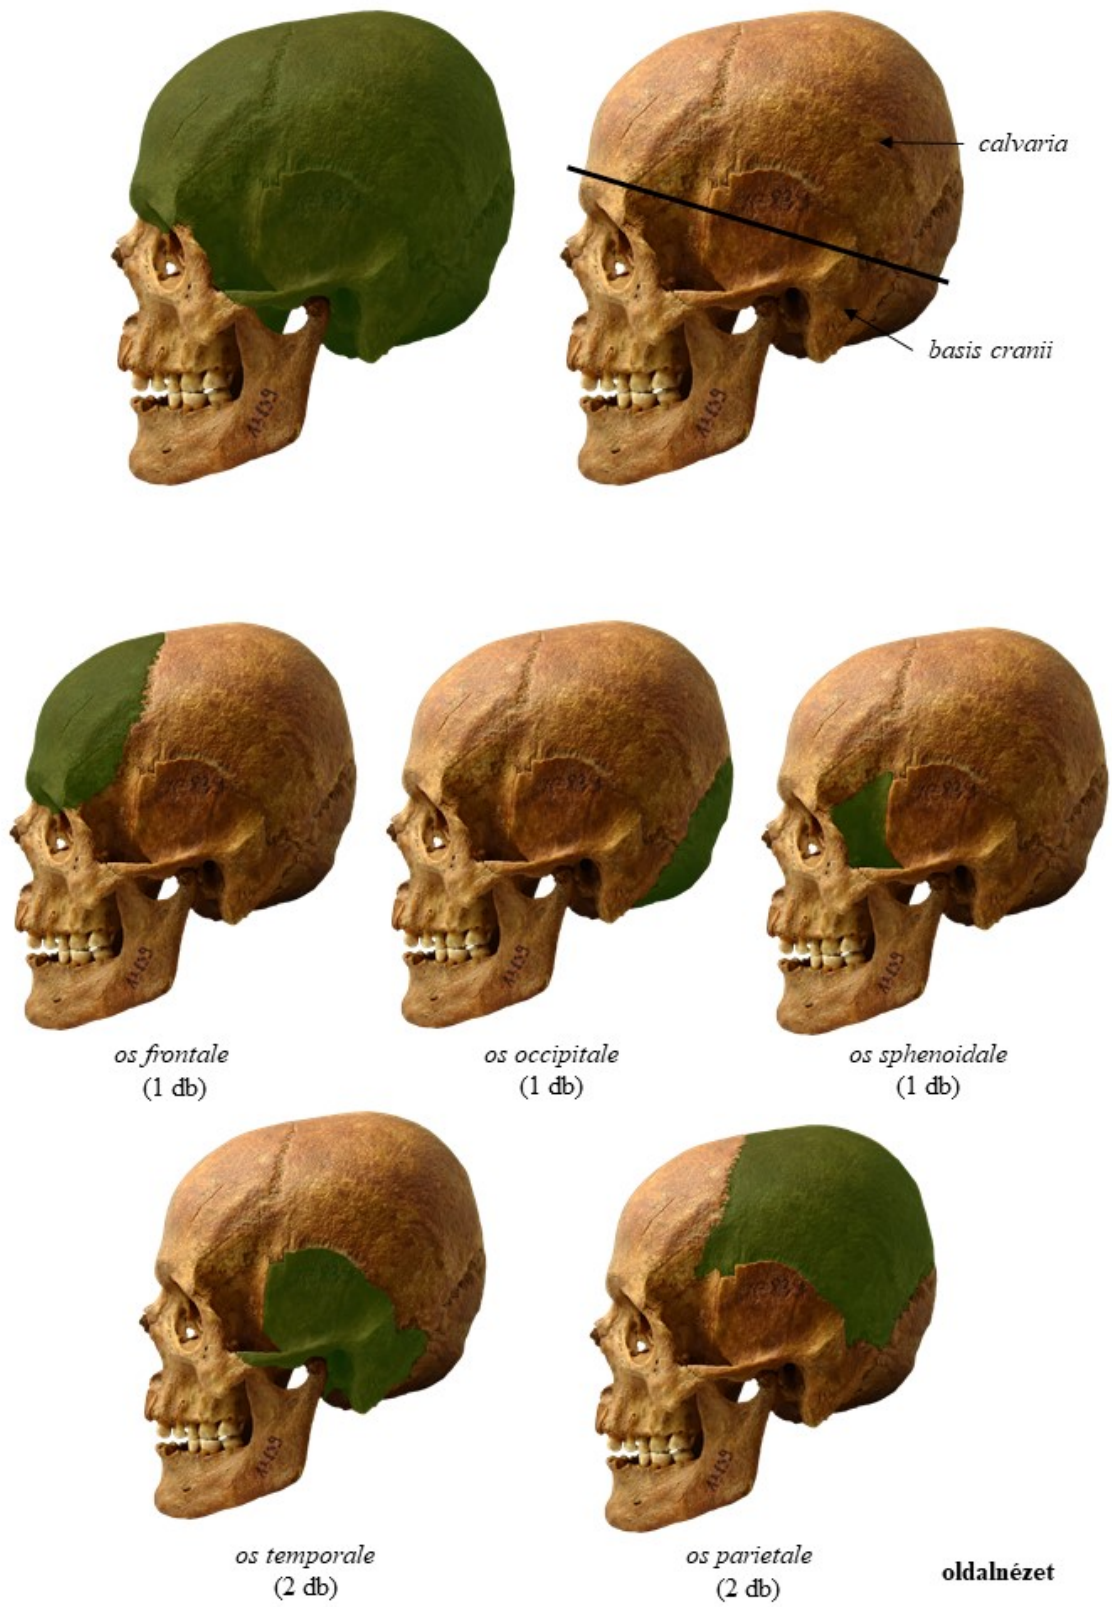 calvaria
basis cranii
os frontale
(1 db)
os occipitale
(1 db)
os sphenoidale
(1 db)
os temporale
(2 db)
os parietale
(2 db)
oldalnézet